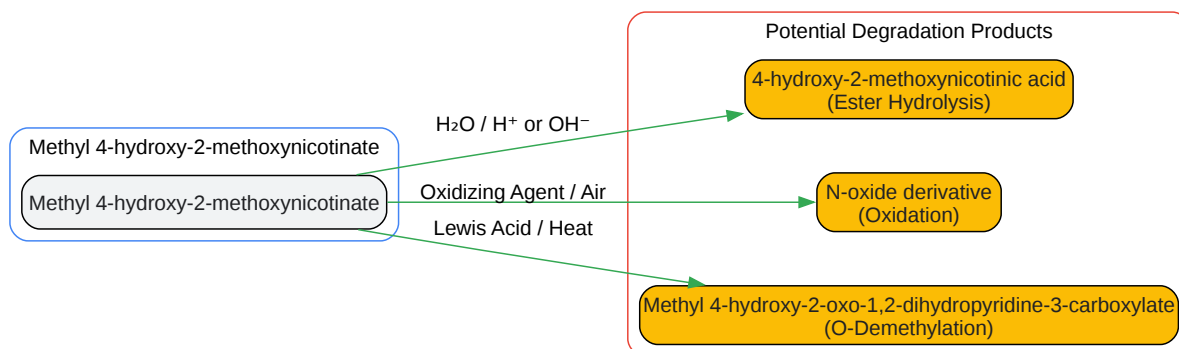 Potential Degradation Products
4-hydroxy-2-methoxynicotinic acid
(Ester Hydrolysis)
H₂O / H⁺ or OH⁻
Methyl 4-hydroxy-2-methoxynicotinate
Methyl 4-hydroxy-2-methoxynicotinate
Oxidizing Agent / Air
N-oxide derivative
(Oxidation)
Lewis Acid / Heat
Methyl 4-hydroxy-2-oxo-1,2-dihydropyridine-3-carboxylate
(O-Demethylation)